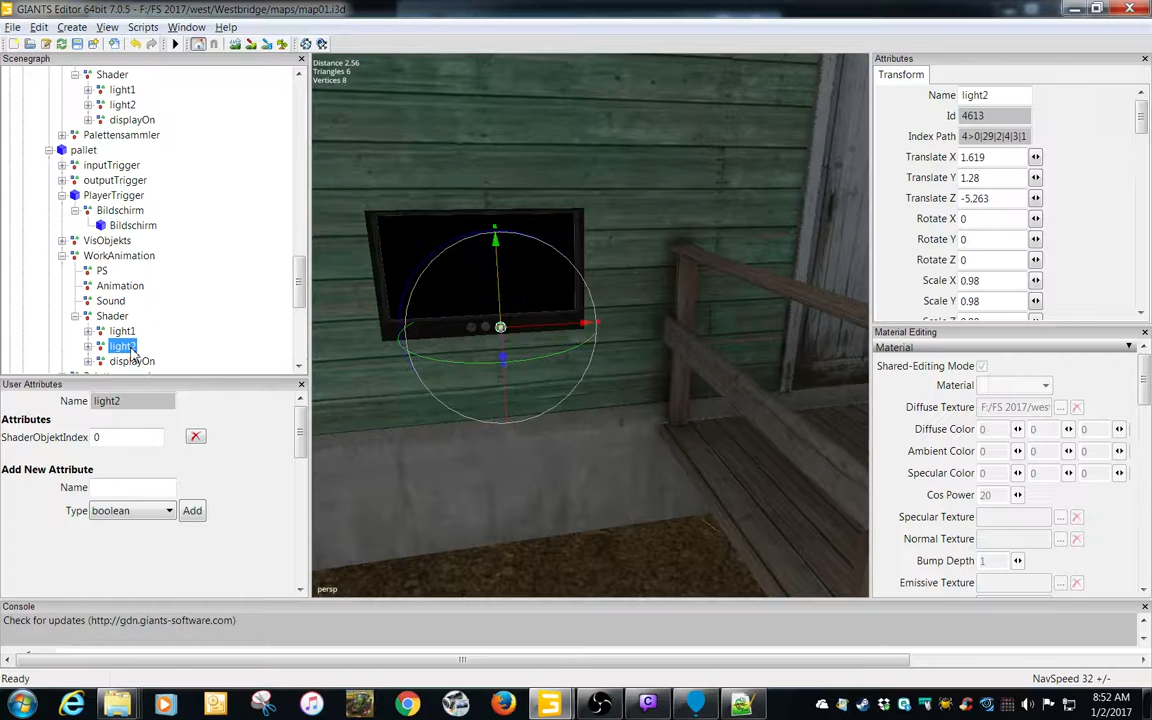 GIANTS Editor 64bit 7.0.5 - F:/FS 2017/west/Westbridge/maps/map01.i3d
File Edit Create View Scripts Window Help
Scenegraph
Shader
light1
light2
displayOn
Palettensammler
pallet
inputTrigger
outputTrigger
PlayerTrigger
Bildschirm
Bildschirm
VisObjekts
WorkAnimation
PS
Animation
Sound
Shader
light1
light2
displayOn
User Attributes
Name light2
Attributes
ShaderObjektIndex 0
Add New Attribute
Name
Type boolean Add
Distance 2.56
Triangles 6
Vertices 8
persp
Attributes
Transform
Name light2
Id 4613
Index Path 4>0|29|2|4|3|1
Translate X 1.619
Translate Y 1.28
Translate Z -5.263
Rotate X 0
Rotate Y 0
Rotate Z 0
Scale X 0.98
Scale Y 0.98
Material Editing
Material
Shared-Editing Mode
Material
Diffuse Texture F:/FS 2017/west ...
Diffuse Color 0 0 0
Ambient Color 0 0 0
Specular Color 0 0 0
Cos Power 20
Specular Texture ...
Normal Texture ...
Bump Depth 1
Emissive Texture ...
Console
Check for updates (http://gdn.giants-software.com)
Ready
NavSpeed 32 +/-
8:52 AM
1/2/2017